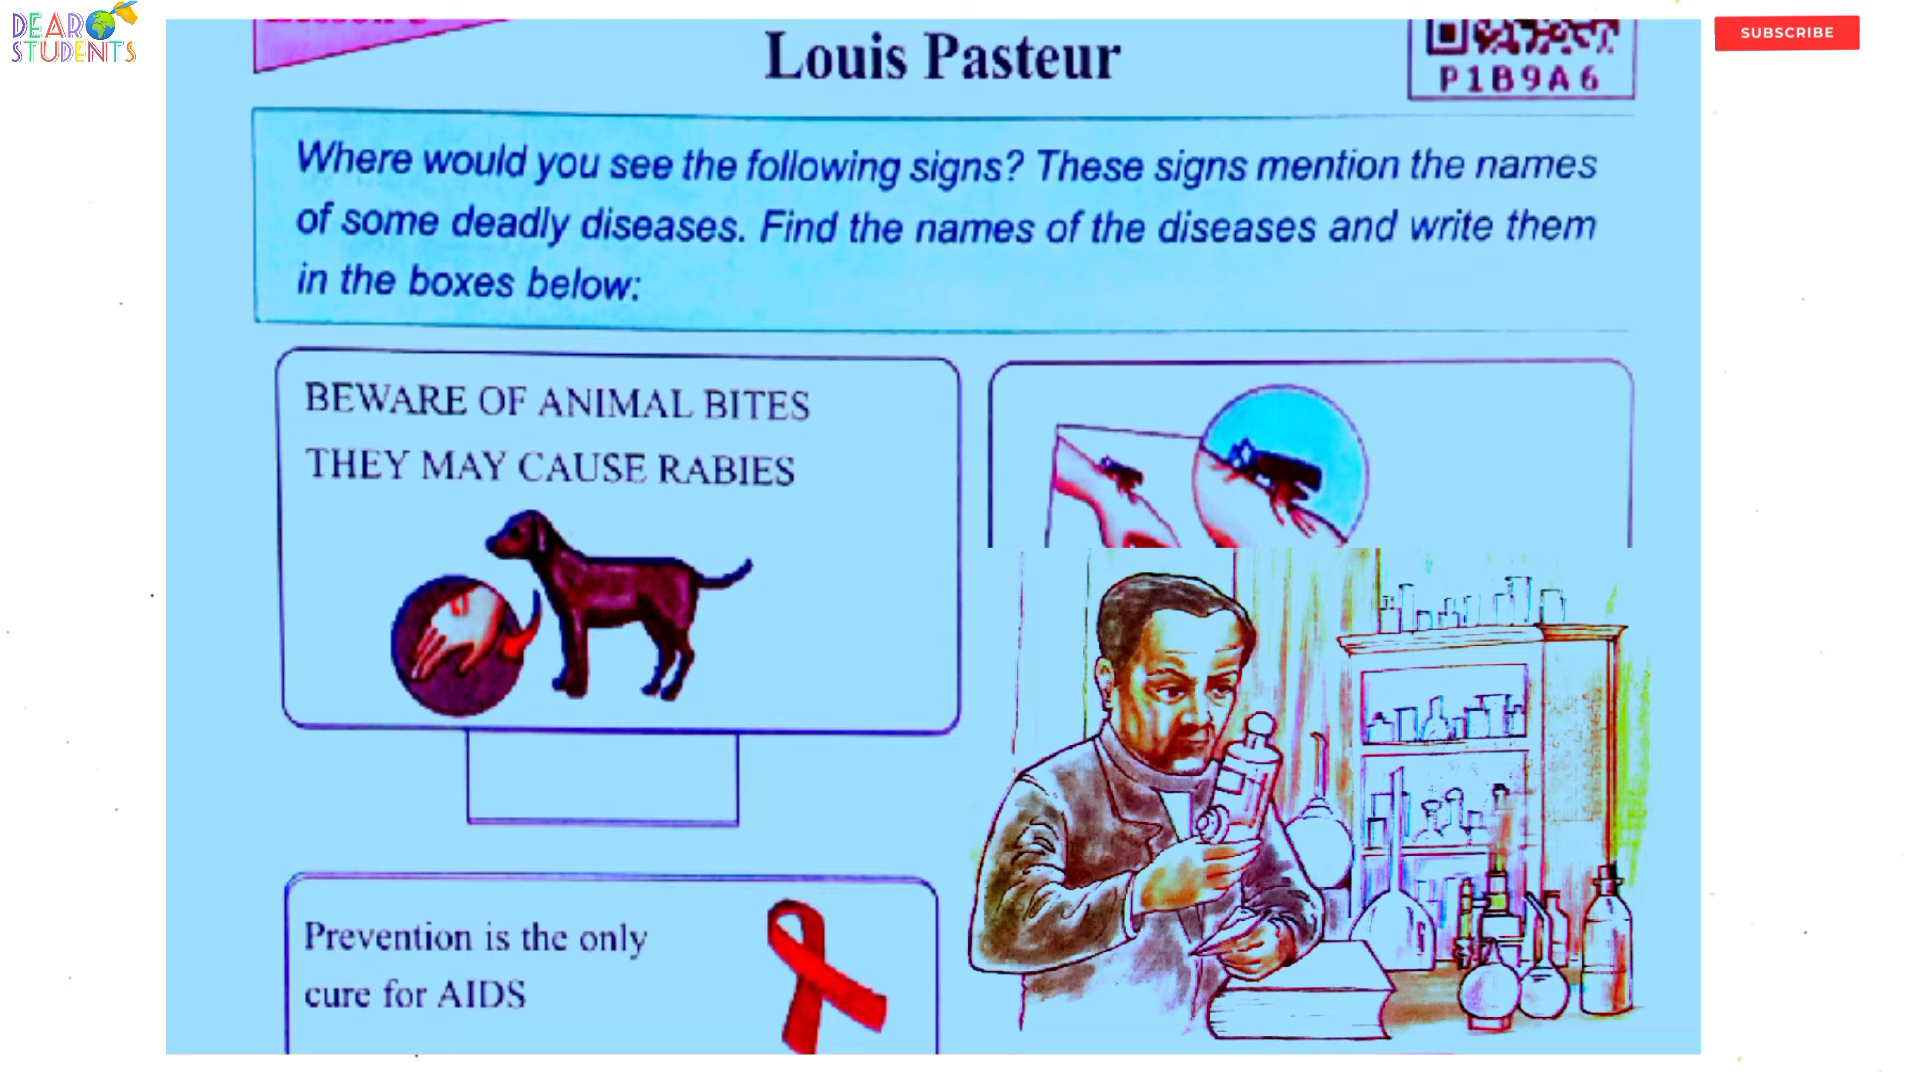 DEAR
STUDENTS
SUBSCRIBE
Louis Pasteur
P1B9A6
Where would you see the following signs? These signs mention the names
of some deadly diseases. Find the names of the diseases and write them
in the boxes below:
BEWARE OF ANIMAL BITES
THEY MAY CAUSE RABIES
Prevention is the only
cure for AIDS